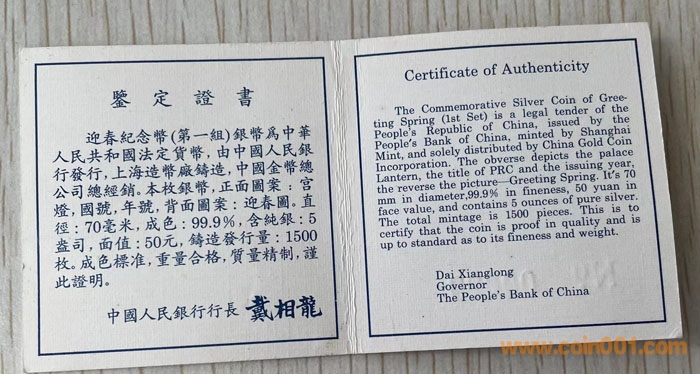 鑒定證書
迎春紀念幣(第一組)銀幣為中華
人民共和國法定貨幣，由中國人民銀
行發行，上海造幣廠鑄造，中國金幣總
公司總經銷。本枚銀幣，正面圖案：宮
燈，國號，年號，背面圖案：迎春圖。直
徑：70毫米，成色：99.9%，含純銀：5
盎司，面值：50元，鑄造發行量：1500
枚。成色標准，重量合格，質量精制，謹
此證明。
中國人民銀行行長 戴相龍
Certificate of Authenticity
The Commemorative Silver Coin of Gree-
ting Spring (1st Set) is a legal tender of the
People's Republic of China, issued by the
People's Bank of China, minted by Shanghai
Mint, and solely distributed by China Gold Coin
Incorporation. The obverse depicts the palace
Lantern, the title of PRC and the issuing year,
the reverse the picture—Greeting Spring. It's 70
mm in diameter,99.9% in fineness, 50 yuan in
face value, and contains 5 ounces of pure silver.
The total mintage is 1500 pieces. This is to
certify that the coin is proof in quality and is
up to standard as to its fineness and weight.
Dai Xianglong
Governor
The People's Bank of China
www.coin001.com